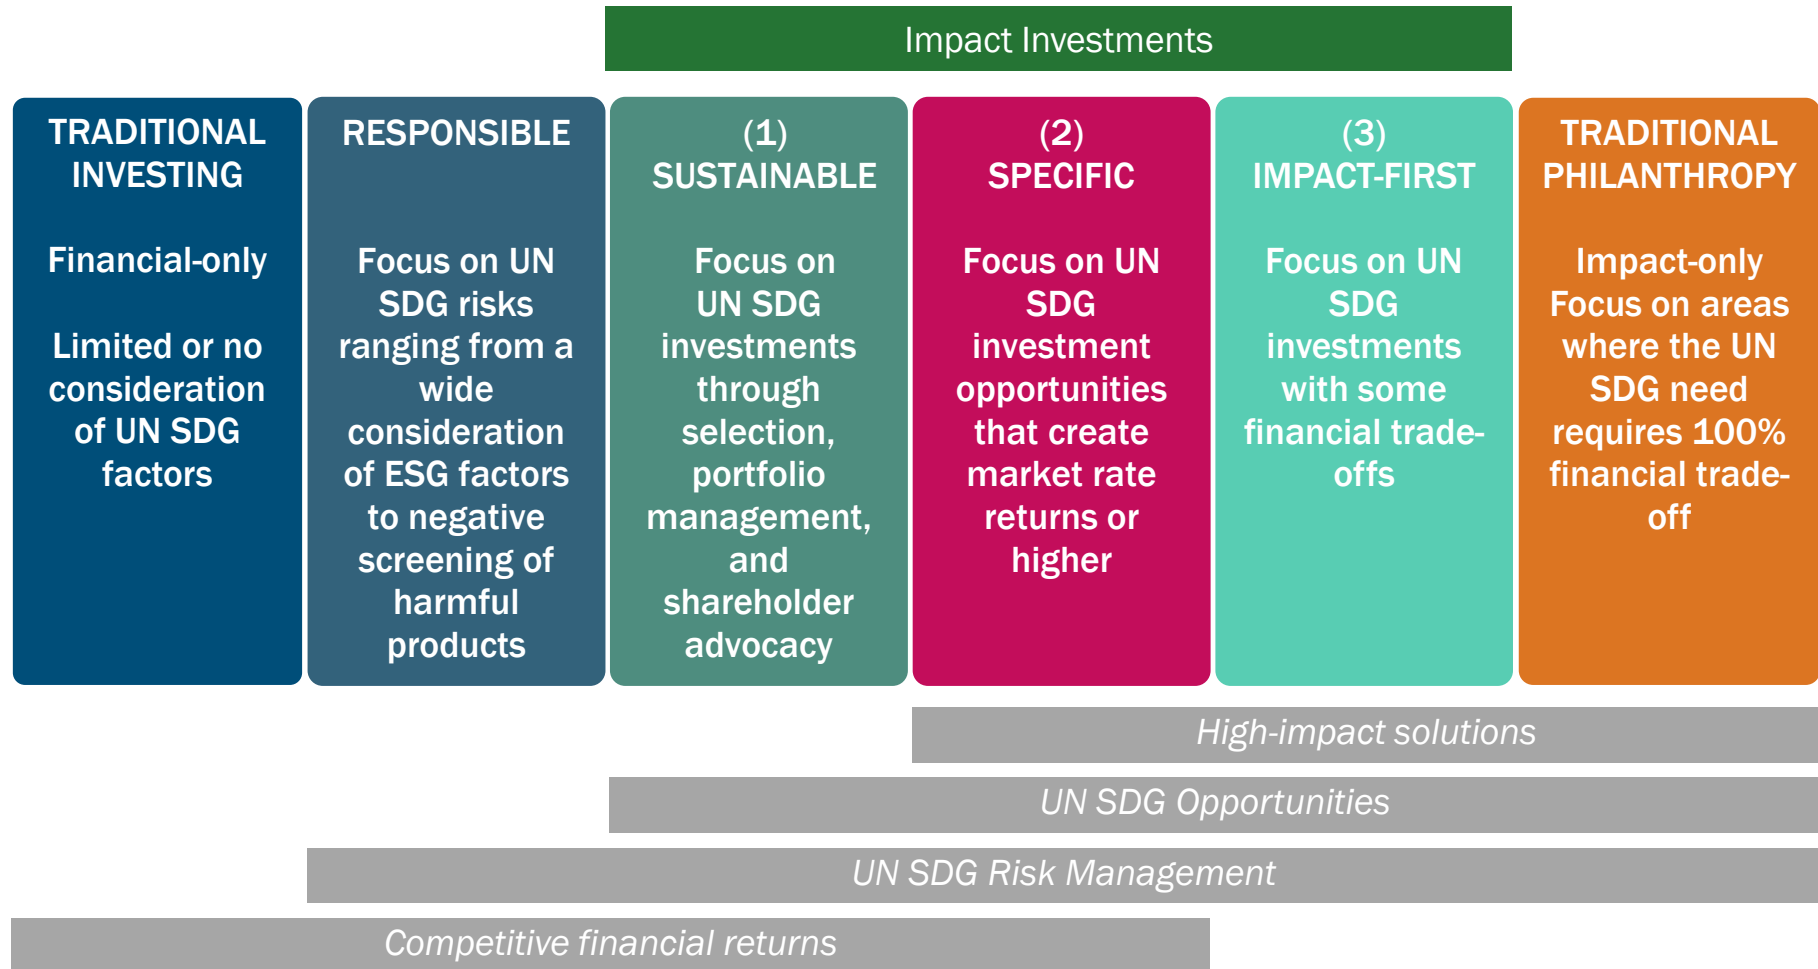 Impact Investments
TRADITIONAL
INVESTING
Financial-only
Limited or no
consideration
of UN SDG
factors
RESPONSIBLE
Focus on UN
SDG risks
ranging from a
wide
consideration
of ESG factors
to negative
screening of
harmful
products
(1)
SUSTAINABLE
Focus on
UN SDG
investments
through
selection,
portfolio
management,
and
shareholder
advocacy
(2)
SPECIFIC
Focus on UN
SDG
investment
opportunities
that create
market rate
returns or
higher
(3)
IMPACT-FIRST
Focus on UN
SDG
investments
with some
financial trade-
offs
TRADITIONAL
PHILANTHROPY
Impact-only
Focus on areas
where the UN
SDG need
requires 100%
financial trade-
off
High-impact solutions
UN SDG Opportunities
UN SDG Risk Management
Competitive financial returns